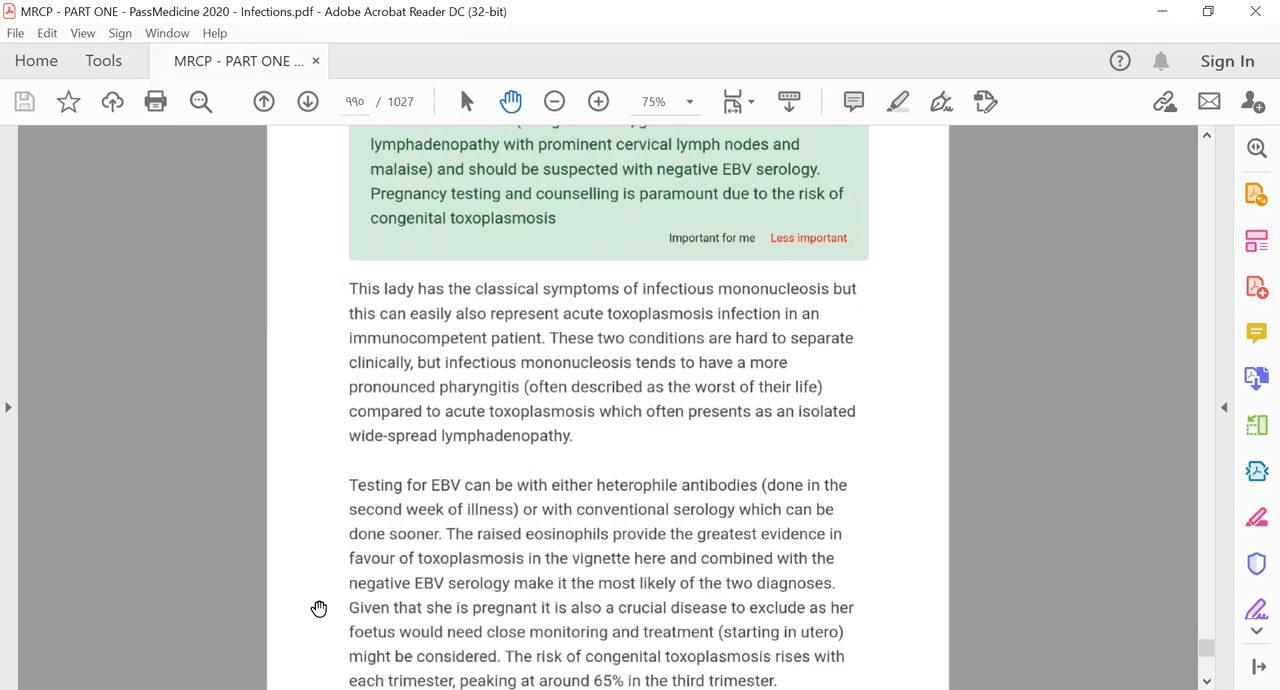 MRCP - PART ONE - PassMedicine 2020 - Infections.pdf - Adobe Acrobat Reader DC (32-bit)
File Edit View Sign Window Help
Home Tools MRCP - PART ONE ... × Sign In
٩٩٠ / 1027 75%
lymphadenopathy with prominent cervical lymph nodes and
malaise) and should be suspected with negative EBV serology.
Pregnancy testing and counselling is paramount due to the risk of
congenital toxoplasmosis
Important for me Less important
This lady has the classical symptoms of infectious mononucleosis but
this can easily also represent acute toxoplasmosis infection in an
immunocompetent patient. These two conditions are hard to separate
clinically, but infectious mononucleosis tends to have a more
pronounced pharyngitis (often described as the worst of their life)
compared to acute toxoplasmosis which often presents as an isolated
wide-spread lymphadenopathy.
Testing for EBV can be with either heterophile antibodies (done in the
second week of illness) or with conventional serology which can be
done sooner. The raised eosinophils provide the greatest evidence in
favour of toxoplasmosis in the vignette here and combined with the
negative EBV serology make it the most likely of the two diagnoses.
Given that she is pregnant it is also a crucial disease to exclude as her
foetus would need close monitoring and treatment (starting in utero)
might be considered. The risk of congenital toxoplasmosis rises with
each trimester, peaking at around 65% in the third trimester.